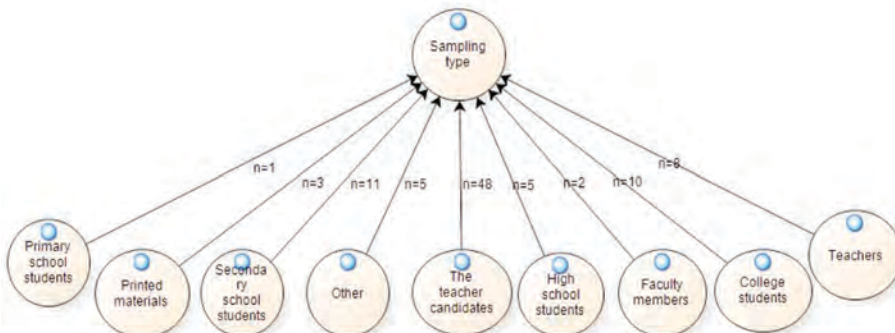 Sampling
type
n=1
n=3
n=11
n=5
n=48
n=5
n=2
n=10
n=8
Primary
school
students
Printed
materials
Seconda
ry
school
students
Other
The
teacher
candidates
High
school
students
Faculty
members
College
students
Teachers